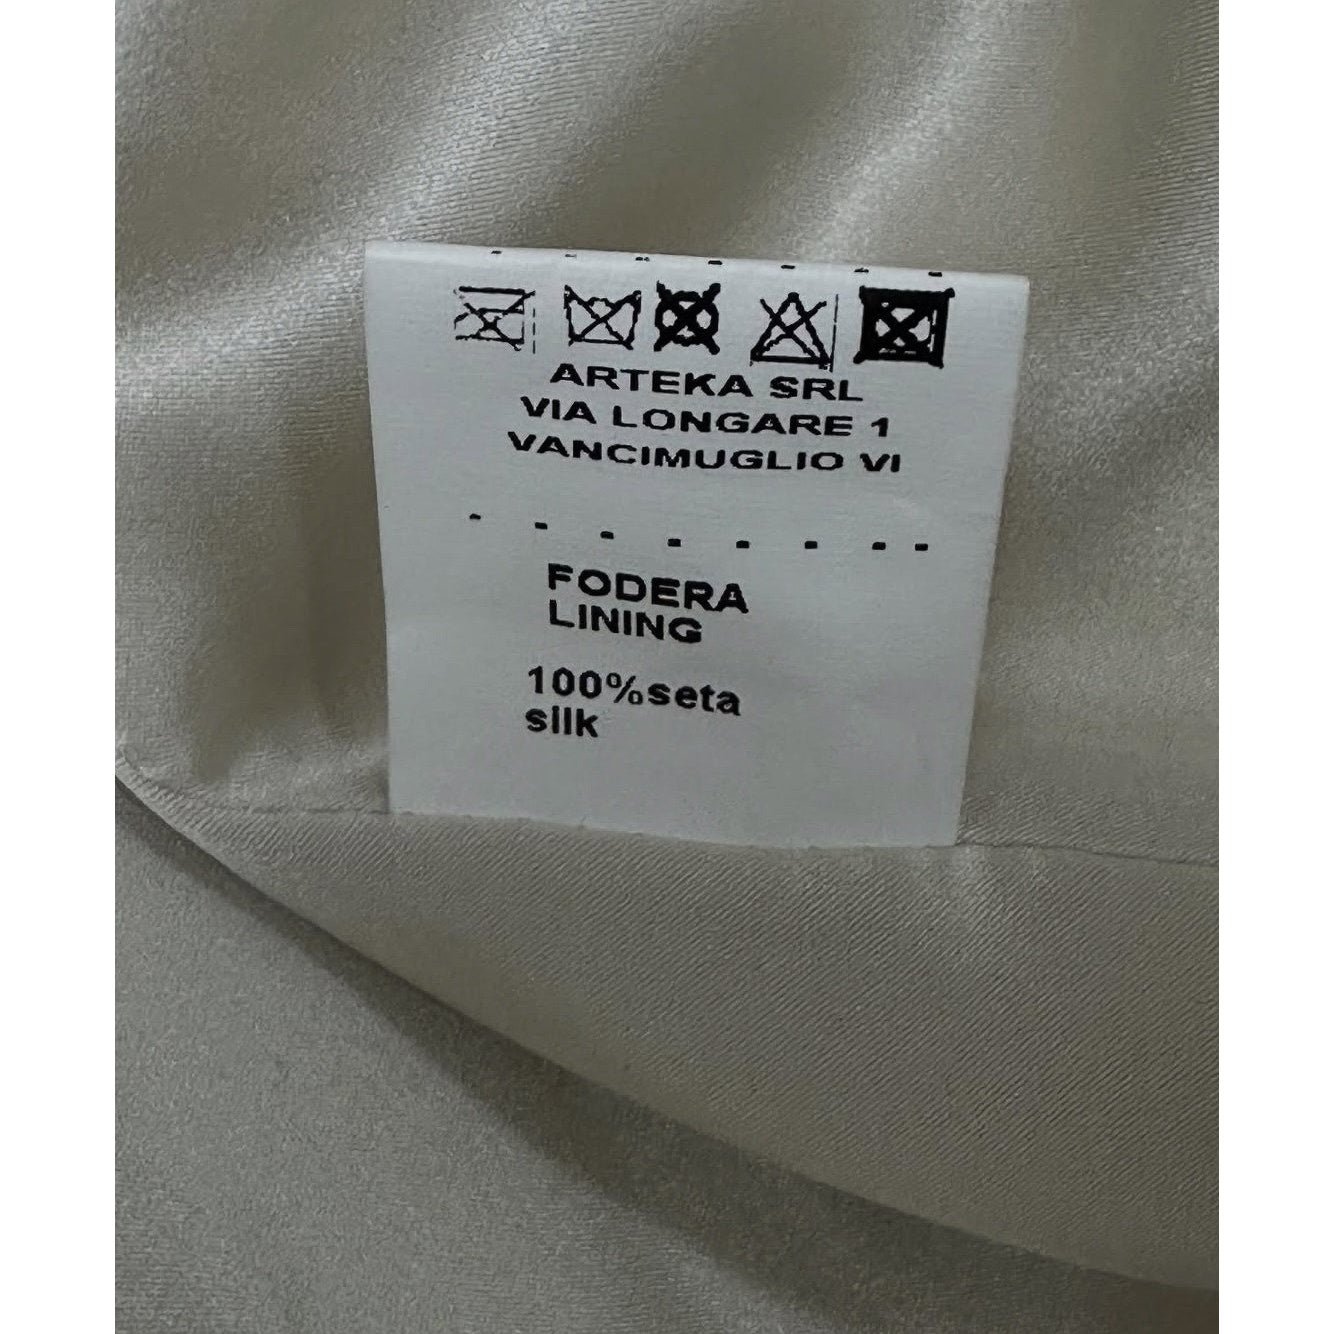 ARTEKA SRL
VIA LONGARE 1
VANCIMUGLIO VI
FODERA
LINING
100%seta
silk